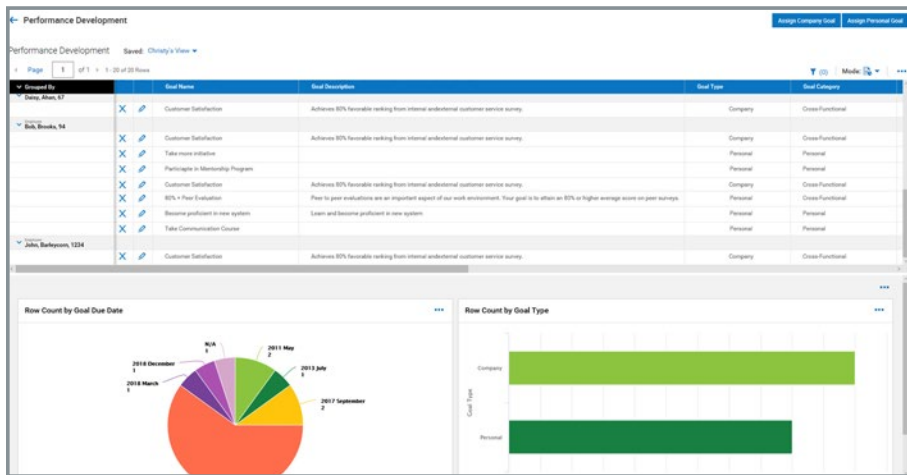 Performance Development
Assign Company Goal Assign Personal Goal
Performance Development Saved: Christy's View
Page 1 of 1 1 - 20 of 20 Rows
(0) Mode:
Grouped By Goal Name Goal Description Goal Type Goal Category
Daisy, Ahan, 67
Customer Satisfaction Achieves 80% favorable ranking from internal andexternal customer service survey. Company Cross-Functional
Employee
Bob, Brooks, 94
Customer Satisfaction Achieves 80% favorable ranking from internal andexternal customer service survey. Company Cross-Functional
Take more initiative Personal Personal
Participate in Mentorship Program Personal Personal
Customer Satisfaction Achieves 80% favorable ranking from internal andexternal customer service survey. Company Cross-Functional
80% + Peer Evaluation Peer to peer evaluations are an important aspect of our work environment. Your goal is to attain an 80% or higher average score on peer surveys. Personal Cross-Functional
Become proficient in new system Learn and become proficient in new system Personal Personal
Take Communication Course Personal Personal
Employee
John, Barleycorn, 1234
Customer Satisfaction Achieves 80% favorable ranking from internal andexternal customer service survey. Company Cross-Functional
Row Count by Goal Due Date
N/A
1
2018 December
1
2018 March
1
2011 May
2
2013 July
1
2017 September
2
Row Count by Goal Type
Goal Type
Company
Personal